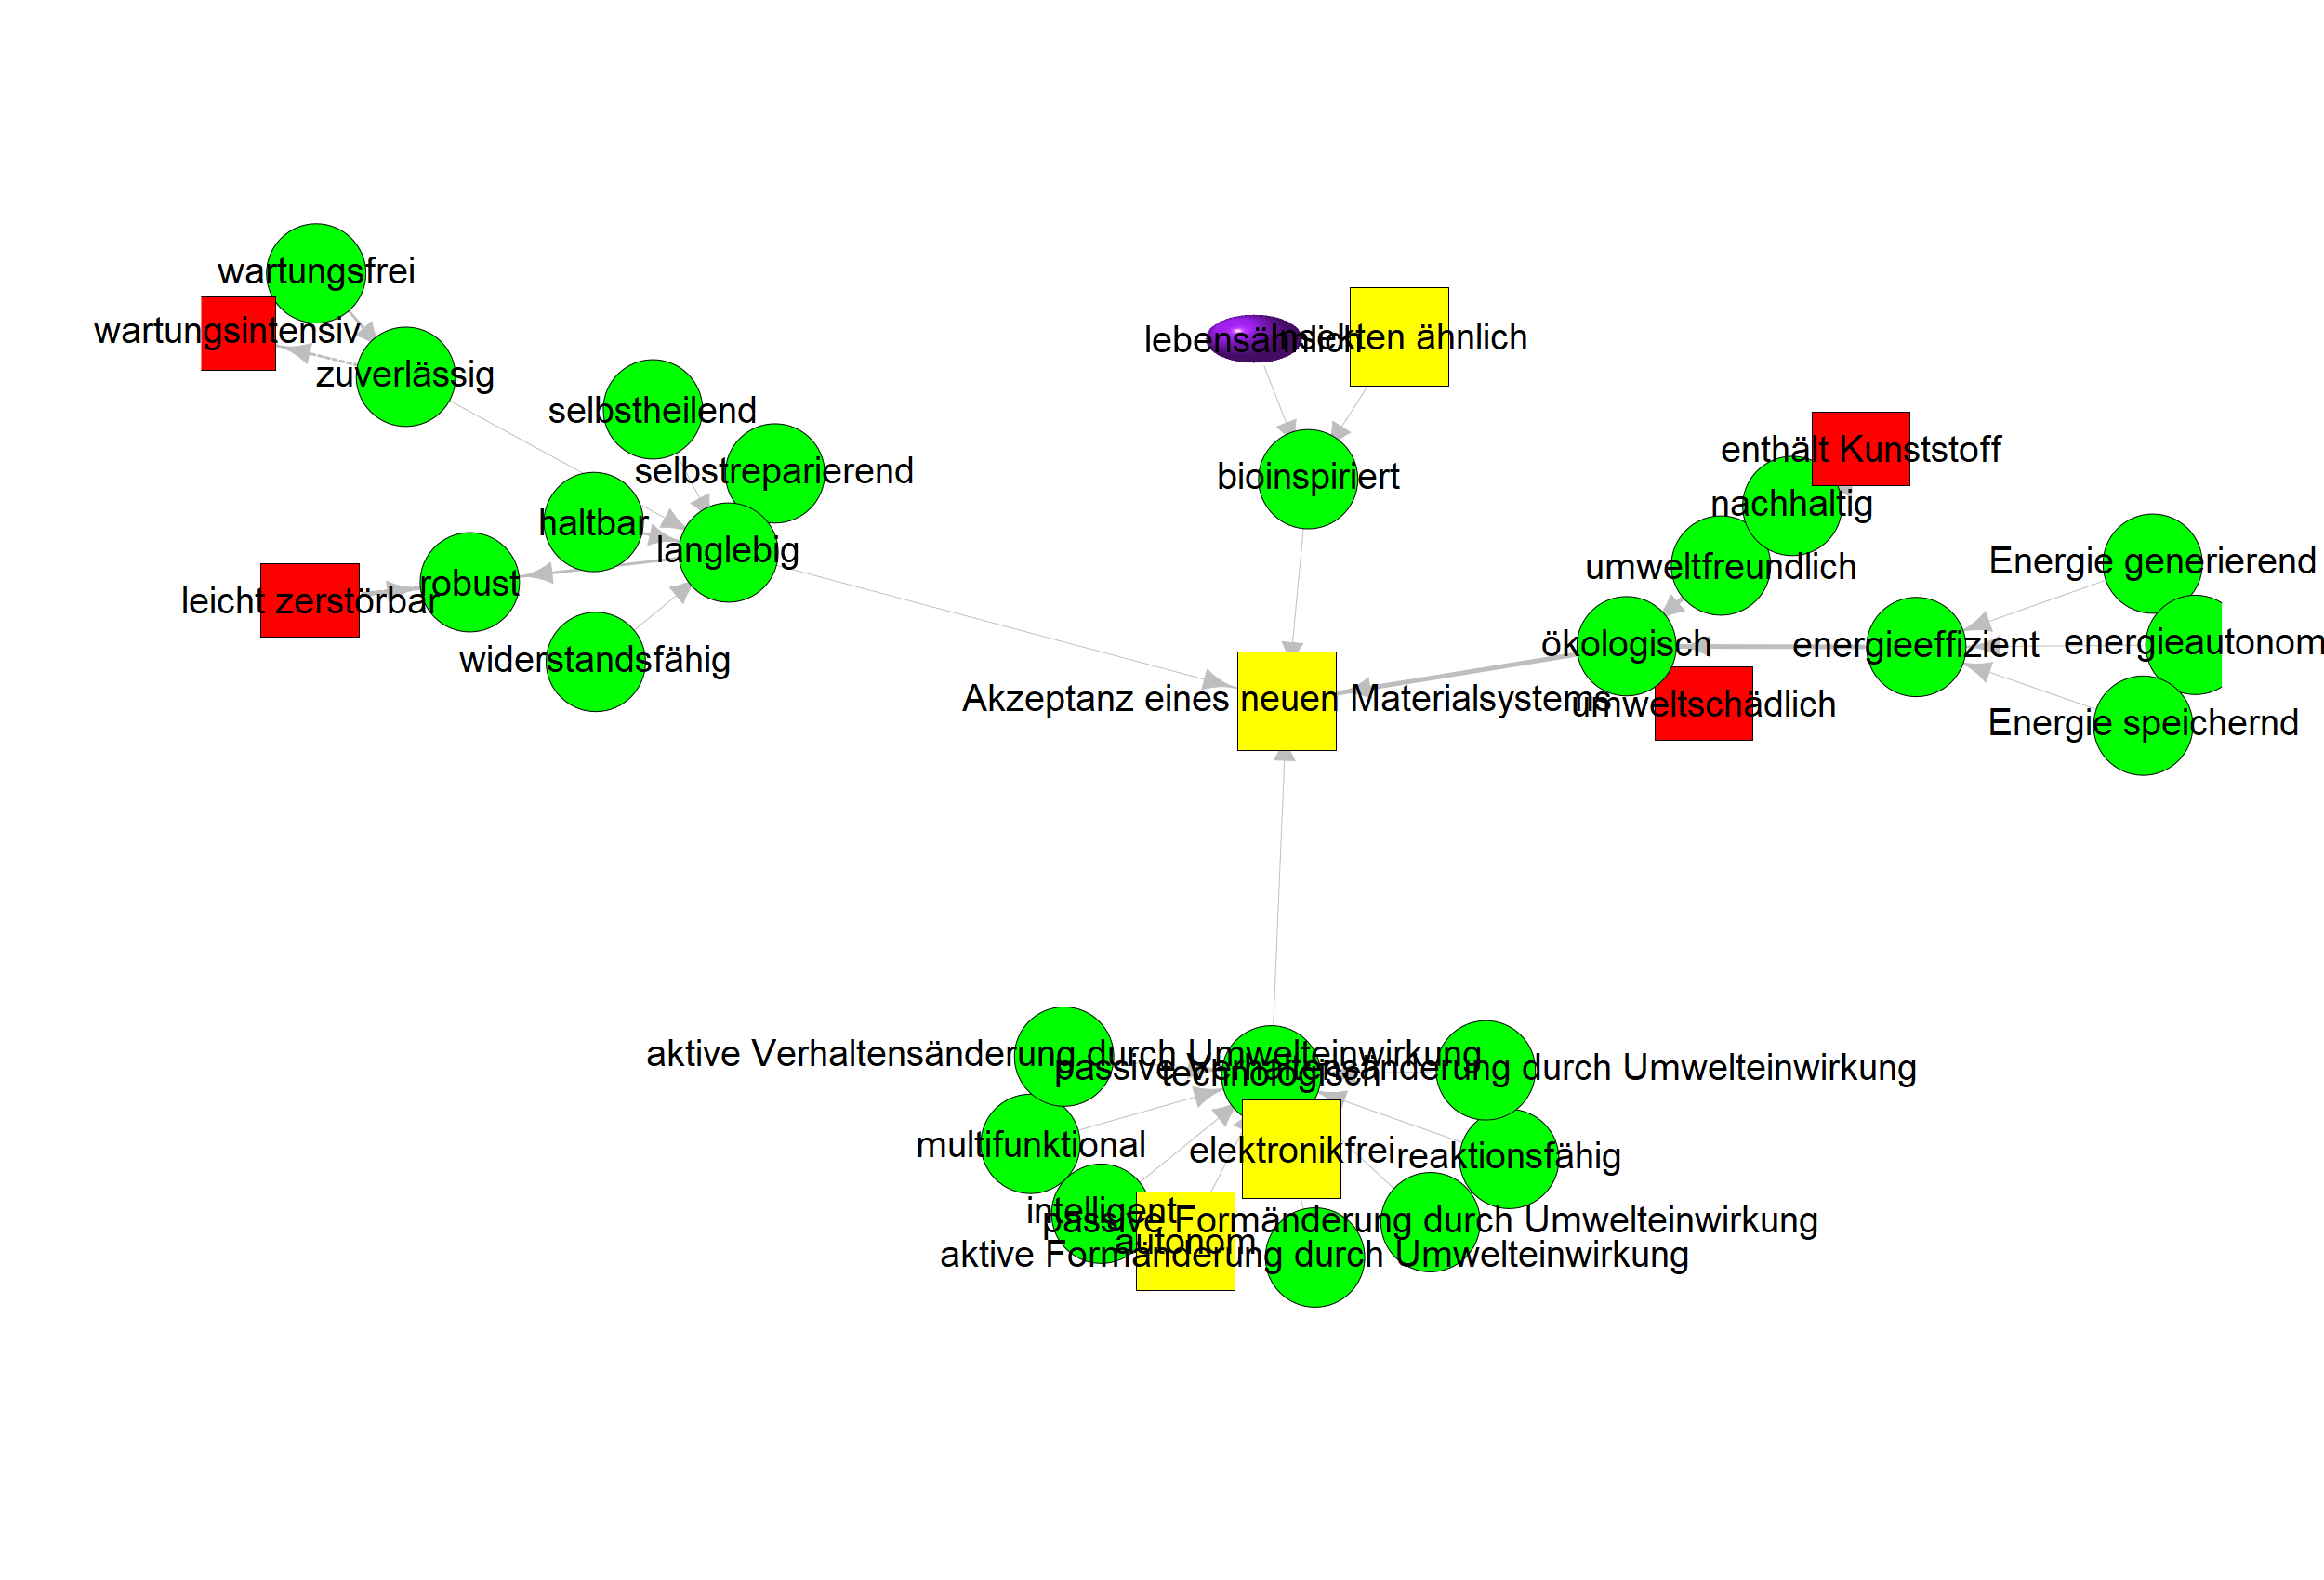 wartungsfrei
wartungsintensiv
zuverlässig
lebensähnlich
Insekten ähnlich
selbstheilend
selbstreparierend
bioinspiriert
enthält Kunststoff
nachhaltig
haltbar
langlebig
umweltfreundlich
Energie generierend
robust
leicht zerstörbar
widerstandsfähig
ökologisch
energieeffizient
energieautonom
Akzeptanz eines neuen Materialsystems
umweltschädlich
Energie speichernd
aktive Verhaltensänderung durch Umwelteinwirkung
passive Verhaltensänderung durch Umwelteinwirkung
technologisch
multifunktional
elektronikfrei
reaktionsfähig
intelligent
passive Formänderung durch Umwelteinwirkung
autonom
aktive Formänderung durch Umwelteinwirkung